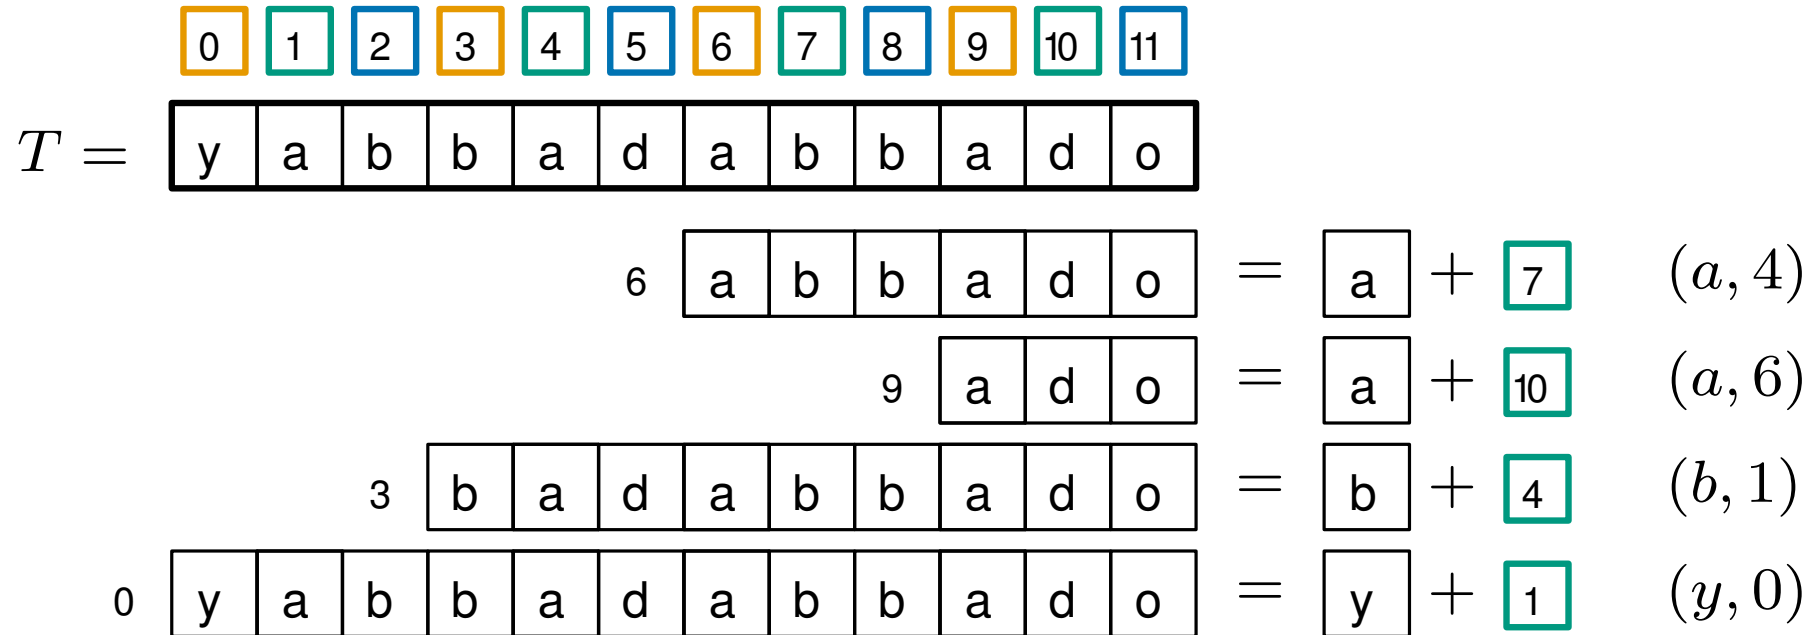 0 1 2 3 4 5 6 7 8 9 10 11
T = y a b b a d a b b a d o
6 a b b a d o = a + 7 (a, 4)
9 a d o = a + 10 (a, 6)
3 b a d a b b a d o = b + 4 (b, 1)
0 y a b b a d a b b a d o = y + 1 (y, 0)